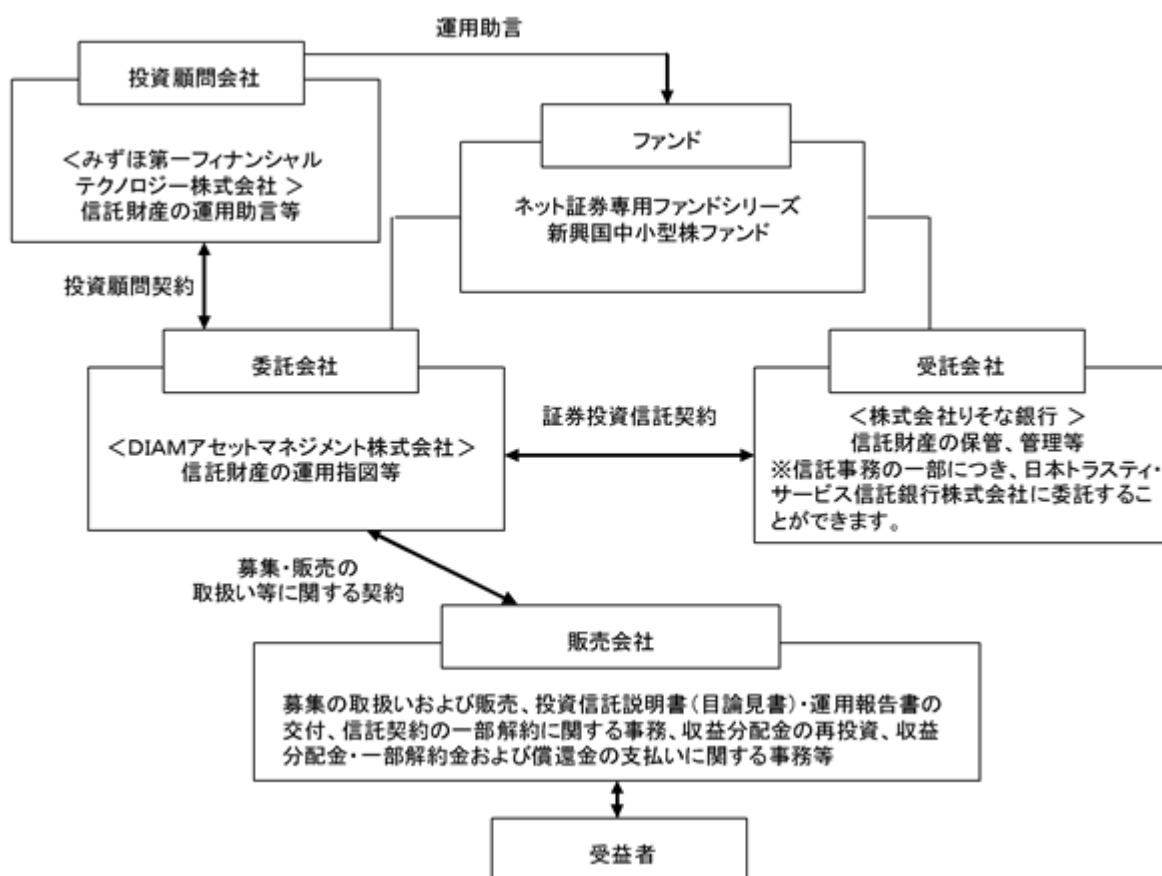 運用助言
投資顧問会社
<みずほ第一フィナンシャル
テクノロジー株式会社 >
信託財産の運用助言等
ファンド
ネット証券専用ファンドシリーズ
新興国中小型株ファンド
投資顧問契約
委託会社
<DIAMアセットマネジメント株式会社>
信託財産の運用指図等
証券投資信託契約
受託会社
<株式会社りそな銀行 >
信託財産の保管、管理等
※信託事務の一部につき、日本トラスティ・
サービス信託銀行株式会社に委託するこ
とができます。
募集・販売の
取扱い等に関する契約
販売会社
募集の取扱いおよび販売、投資信託説明書(目論見書)・運用報告書の
交付、信託契約の一部解約に関する事務、収益分配金の再投資、収益
分配金・一部解約金および償還金の支払いに関する事務等
受益者